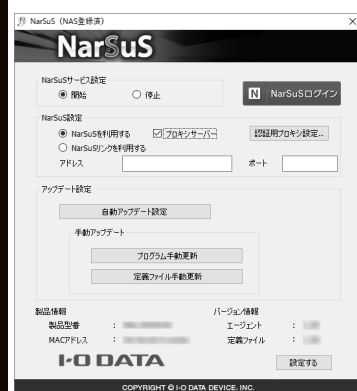 NarSuS (NAS登録済)
NarSuS
NarSuSサービス設定
開始 停止
N NarSuSログイン
NarSuS設定
NarSuSを利用する プロキシサーバー 認証用プロキシ設定...
NarSuSリンクを利用する
アドレス ポート
アップデート設定
自動アップデート設定
手動アップデート
プログラム手動更新
定義ファイル手動更新
製品情報 バージョン情報
製品型番 : エージェント :
MACアドレス : 定義ファイル :
I-O DATA 設定する
COPYRIGHT © I-O DATA DEVICE, INC.